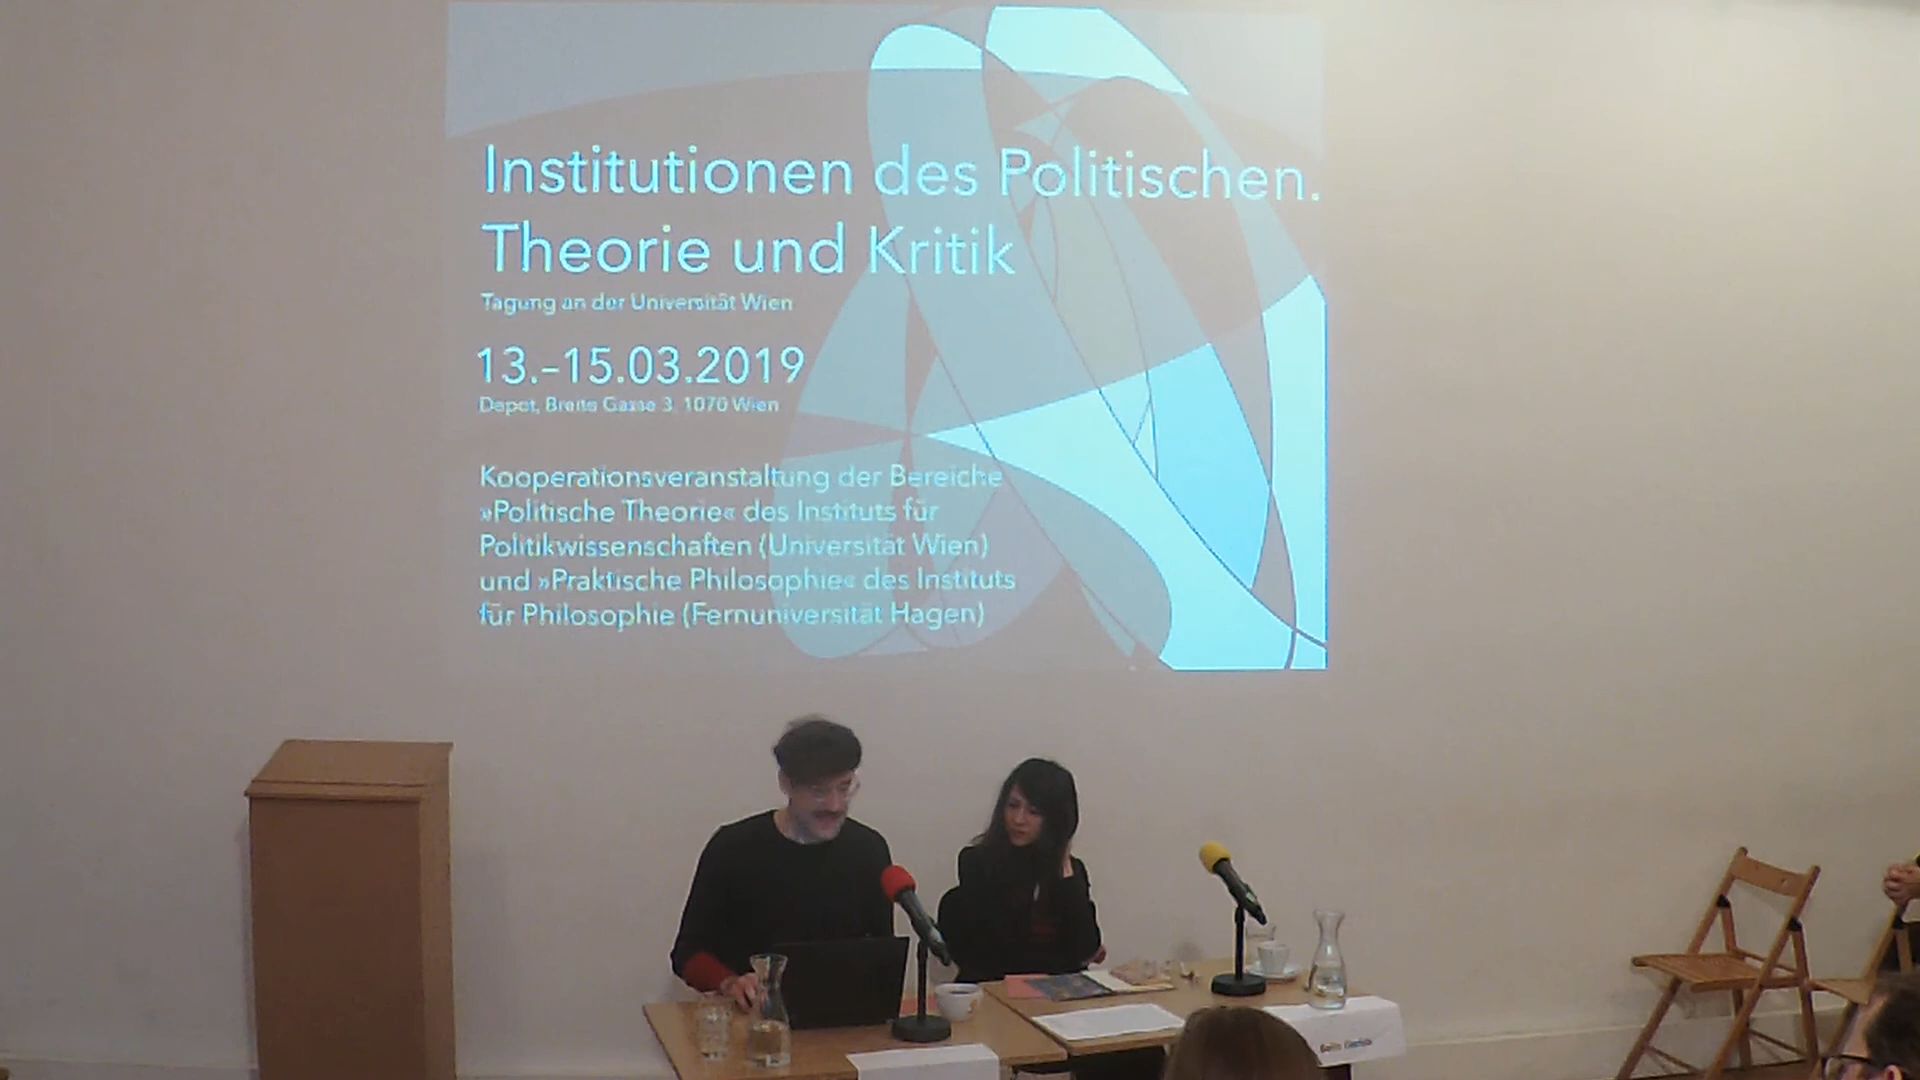 Institutionen des Politischen.
Theorie und Kritik
Tagung an der Universität Wien
13.–15.03.2019
Depot, Breite Gasse 3, 1070 Wien
Kooperationsveranstaltung der Bereiche
»Politische Theorie« des Instituts für
Politikwissenschaften (Universität Wien)
und »Praktische Philosophie« des Instituts
für Philosophie (Fernuniversität Hagen)